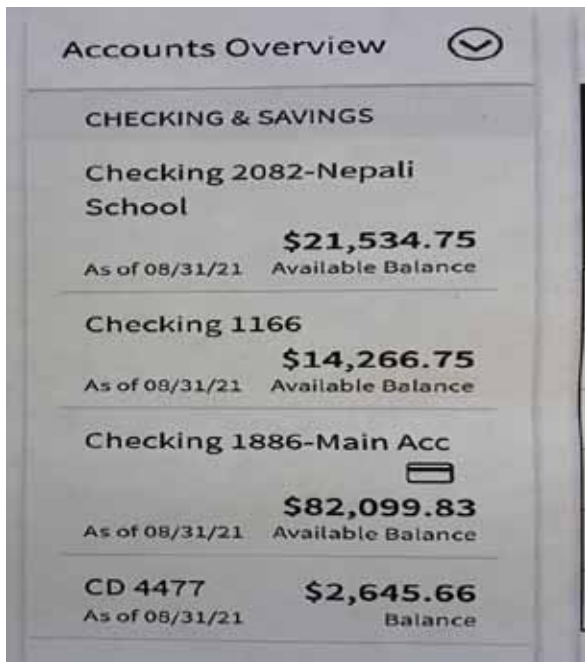 Accounts Overview
CHECKING & SAVINGS
Checking 2082-Nepali
School
$21,534.75
As of 08/31/21 Available Balance
Checking 1166
$14,266.75
As of 08/31/21 Available Balance
Checking 1886-Main Acc
$82,099.83
As of 08/31/21 Available Balance
CD 4477 $2,645.66
As of 08/31/21 Balance